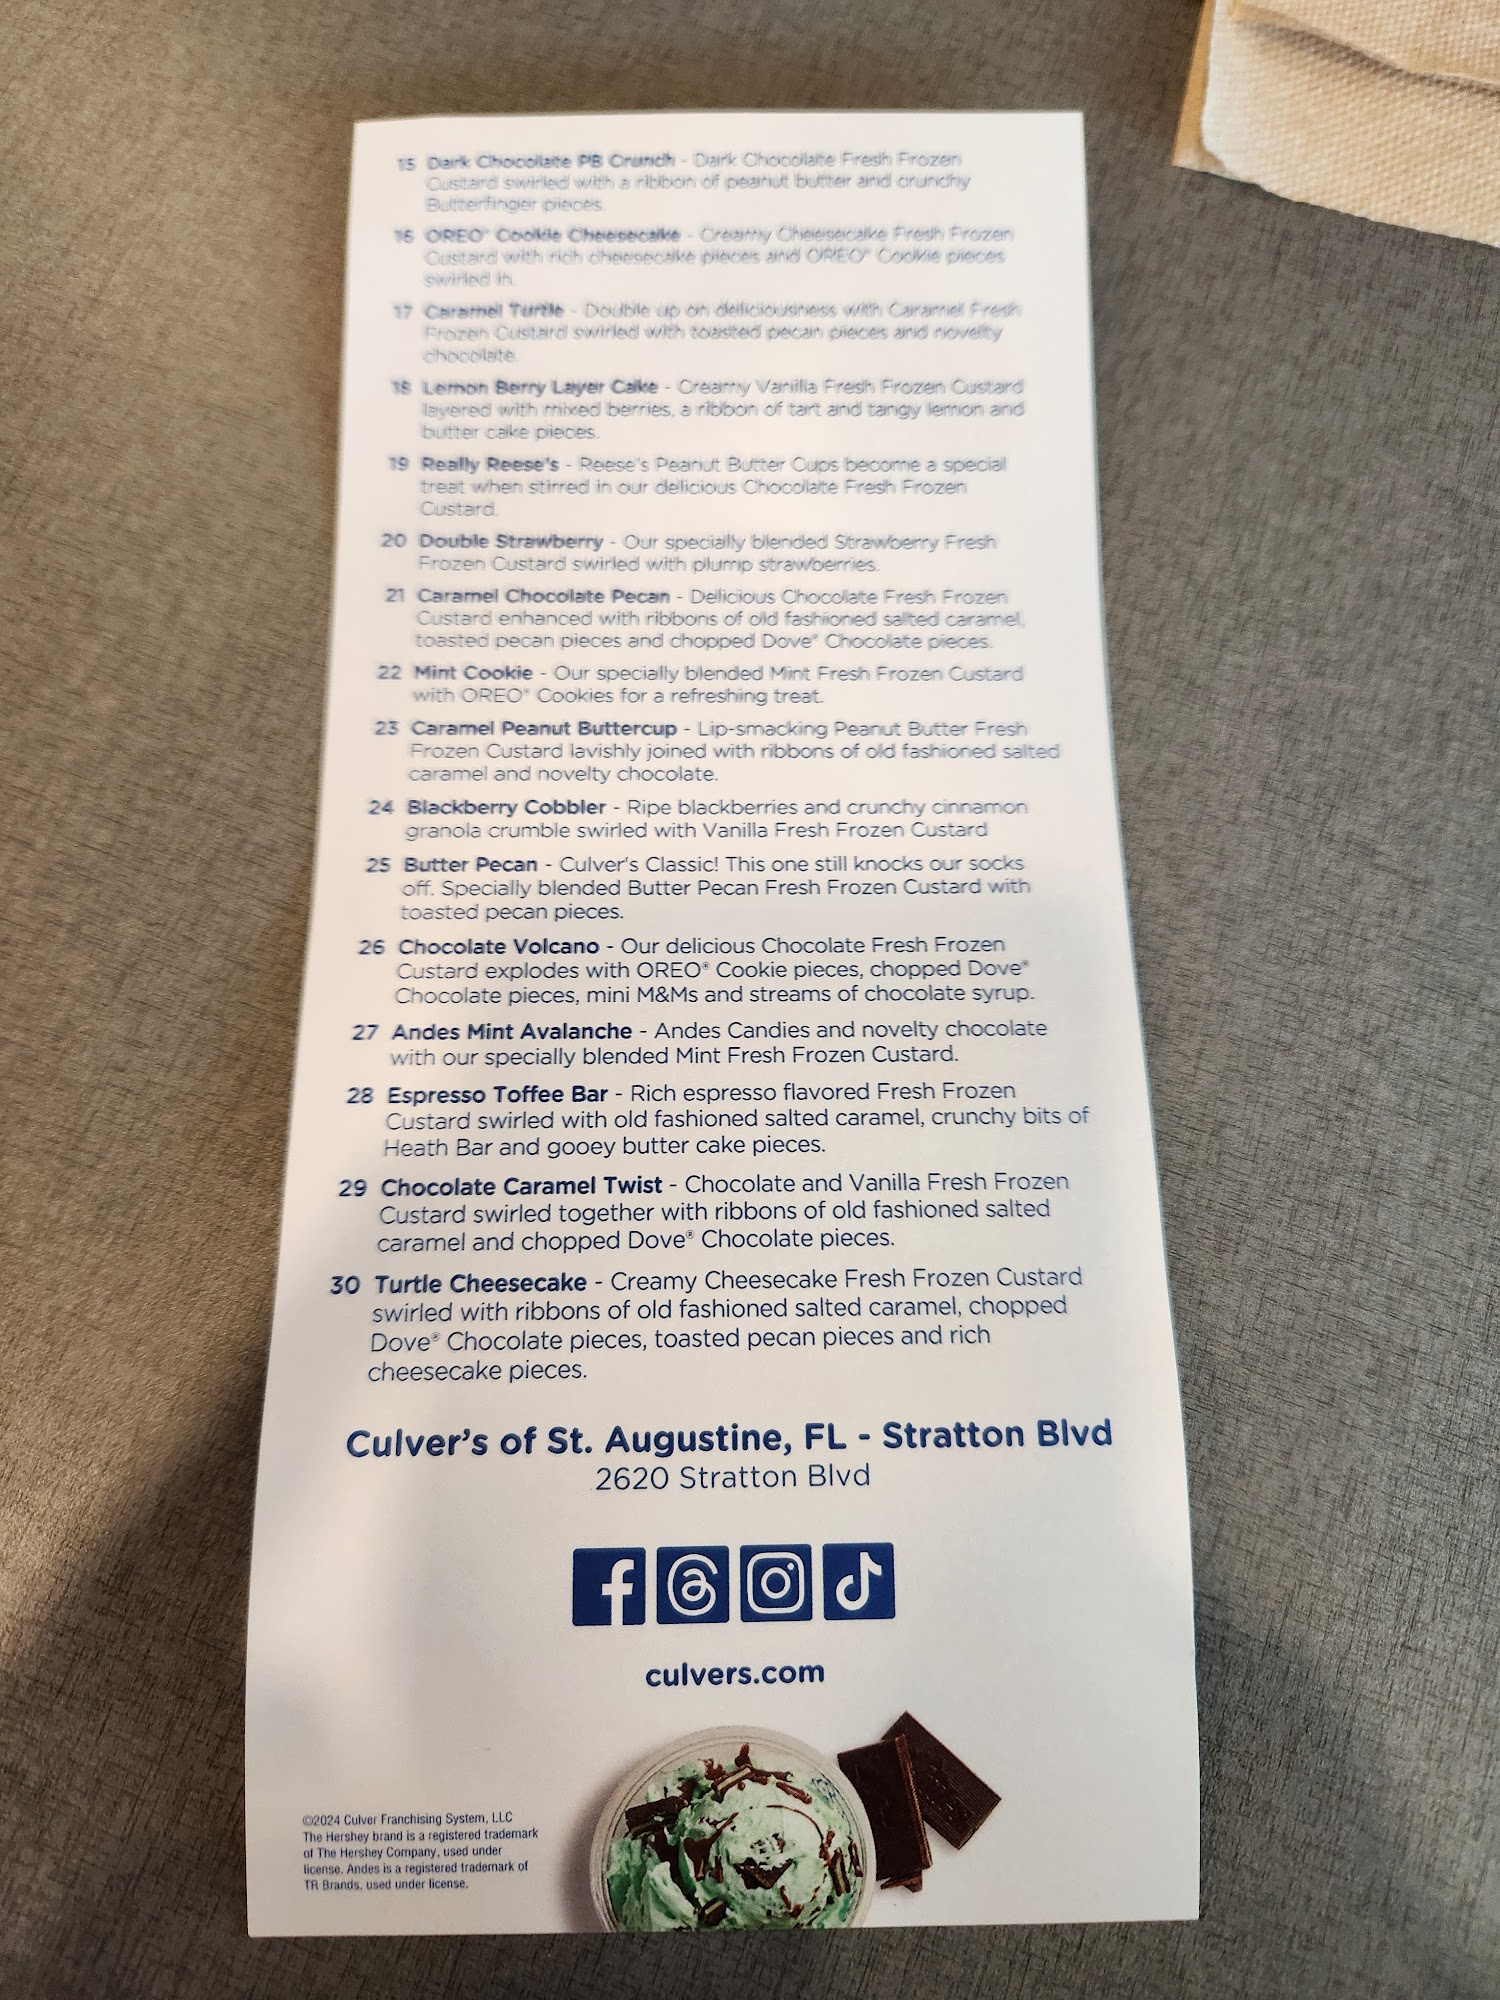 15 Dark Chocolate PB Crunch - Dark Chocolate Fresh Frozen
Custard swirled with a ribbon of peanut butter and crunchy
Butterfinger pieces.
16 OREO® Cookie Cheesecake - Creamy Cheesecake Fresh Frozen
Custard with rich cheesecake pieces and OREO® Cookie pieces
swirled in.
17 Caramel Turtle - Double up on deliciousness with Caramel Fresh
Frozen Custard swirled with toasted pecan pieces and novelty
chocolate.
18 Lemon Berry Layer Cake - Creamy Vanilla Fresh Frozen Custard
layered with mixed berries, a ribbon of tart and tangy lemon and
butter cake pieces.
19 Really Reese's - Reese's Peanut Butter Cups become a special
treat when stirred in our delicious Chocolate Fresh Frozen
Custard.
20 Double Strawberry - Our specially blended Strawberry Fresh
Frozen Custard swirled with plump strawberries.
21 Caramel Chocolate Pecan - Delicious Chocolate Fresh Frozen
Custard enhanced with ribbons of old fashioned salted caramel,
toasted pecan pieces and chopped Dove® Chocolate pieces.
22 Mint Cookie - Our specially blended Mint Fresh Frozen Custard
with OREO® Cookies for a refreshing treat.
23 Caramel Peanut Buttercup - Lip-smacking Peanut Butter Fresh
Frozen Custard lavishly joined with ribbons of old fashioned salted
caramel and novelty chocolate.
24 Blackberry Cobbler - Ripe blackberries and crunchy cinnamon
granola crumble swirled with Vanilla Fresh Frozen Custard
25 Butter Pecan - Culver's Classic! This one still knocks our socks
off. Specially blended Butter Pecan Fresh Frozen Custard with
toasted pecan pieces.
26 Chocolate Volcano - Our delicious Chocolate Fresh Frozen
Custard explodes with OREO® Cookie pieces, chopped Dove®
Chocolate pieces, mini M&Ms and streams of chocolate syrup.
27 Andes Mint Avalanche - Andes Candies and novelty chocolate
with our specially blended Mint Fresh Frozen Custard.
28 Espresso Toffee Bar - Rich espresso flavored Fresh Frozen
Custard swirled with old fashioned salted caramel, crunchy bits of
Heath Bar and gooey butter cake pieces.
29 Chocolate Caramel Twist - Chocolate and Vanilla Fresh Frozen
Custard swirled together with ribbons of old fashioned salted
caramel and chopped Dove® Chocolate pieces.
30 Turtle Cheesecake - Creamy Cheesecake Fresh Frozen Custard
swirled with ribbons of old fashioned salted caramel, chopped
Dove® Chocolate pieces, toasted pecan pieces and rich
cheesecake pieces.
Culver's of St. Augustine, FL - Stratton Blvd
2620 Stratton Blvd
culvers.com
©2024 Culver Franchising System, LLC
The Hershey brand is a registered trademark
of The Hershey Company, used under
license. Andes is a registered trademark of
TR Brands, used under license.